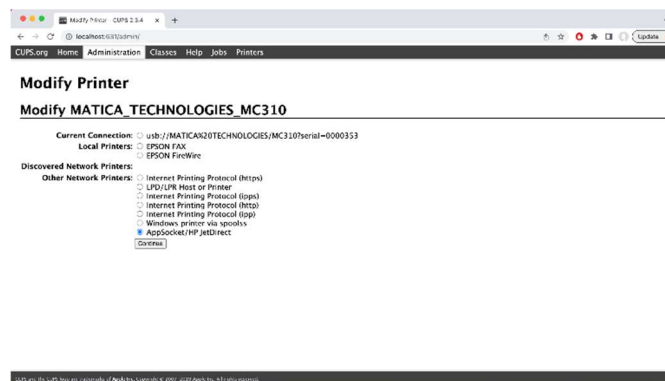 Modify Printer - CUPS 2.3.4
localhost:631/admin/
Update
CUPS.org Home Administration Classes Help Jobs Printers
Modify Printer
Modify MATICA_TECHNOLOGIES_MC310
Current Connection: usb://MATICA%20TECHNOLOGIES/MC310?serial=0000353
Local Printers: EPSON FAX
EPSON FireWire
Discovered Network Printers:
Other Network Printers: Internet Printing Protocol (https)
LPD/LPR Host or Printer
Internet Printing Protocol (ipps)
Internet Printing Protocol (http)
Internet Printing Protocol (ipp)
Windows printer via spoolss
AppSocket/HP JetDirect
Continue